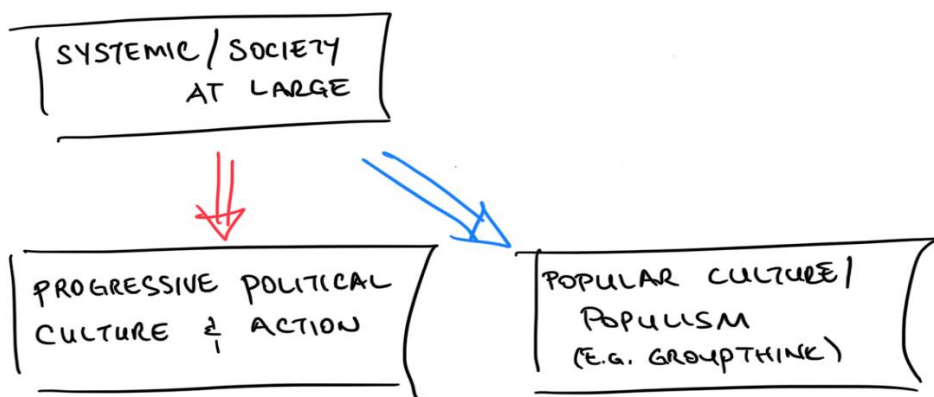 SYSTEMIC / SOCIETY
AT LARGE
PROGRESSIVE POLITICAL
CULTURE & ACTION
POPULAR CULTURE/
POPULISM
(E.G. GROUPTHINK)